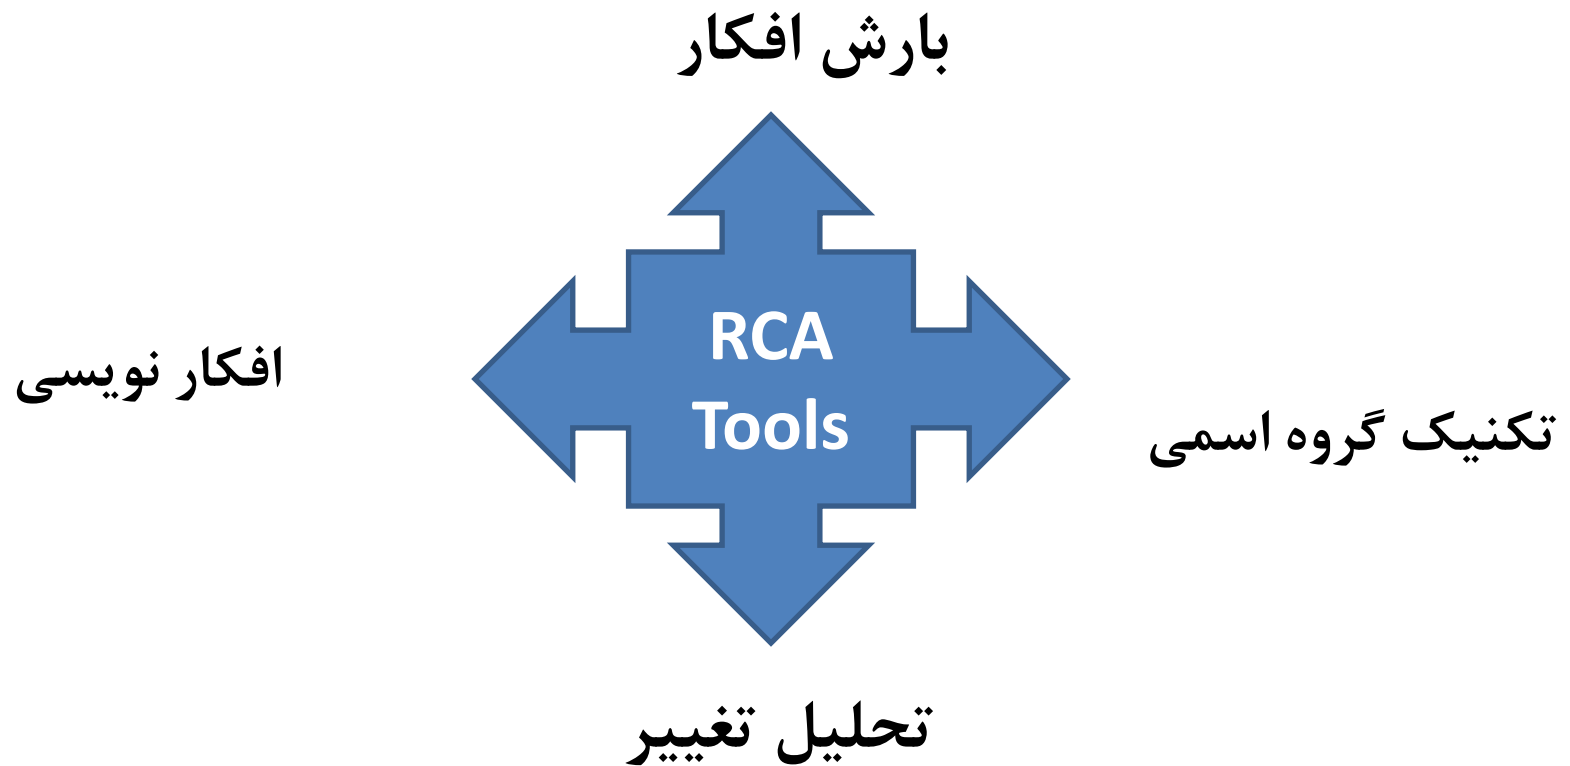 بارش افکار
RCA
Tools
افکار نویسی
تکنیک گروه اسمی
تحلیل تغییر